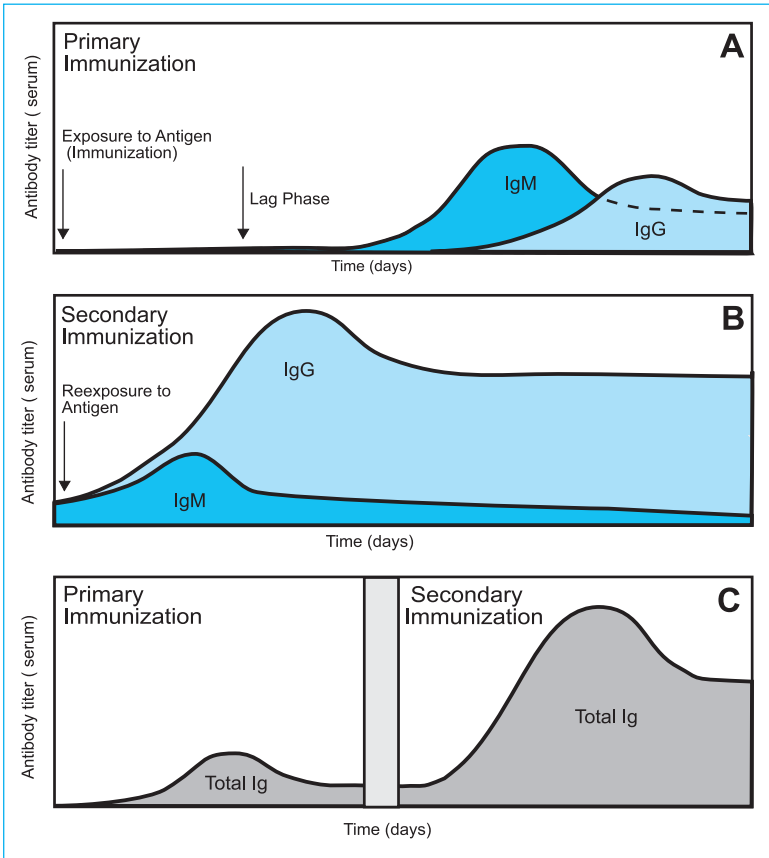 Primary
Immunization
A
Exposure to Antigen
(Immunization)
Lag Phase
IgM
IgG
Antibody titer ( serum)
Time (days)
Secondary
Immunization
B
Reexposure to
Antigen
IgG
IgM
Antibody titer ( serum)
Time (days)
Primary
Immunization
Secondary
Immunization
C
Total Ig
Total Ig
Antibody titer ( serum)
Time (days)